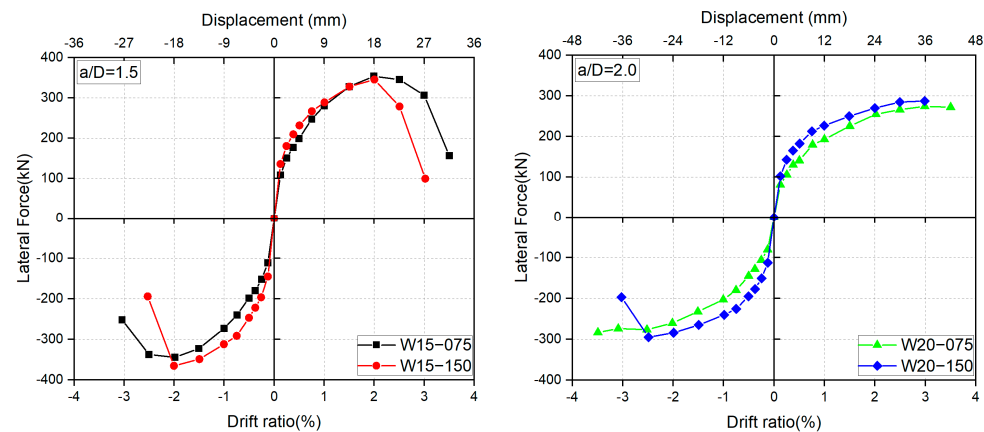 Displacement (mm)
-36 -27 -18 -9 0 9 18 27 36
a/D=1.5
400
300
200
100
0
-100
-200
-300
-400
Lateral Force(kN)
W15−075
W15−150
-4 -3 -2 -1 0 1 2 3 4
Drift ratio(%)
Displacement (mm)
-48 -36 -24 -12 0 12 24 36 48
a/D=2.0
400
300
200
100
0
-100
-200
-300
-400
Lateral Force(kN)
W20−075
W20−150
-4 -3 -2 -1 0 1 2 3 4
Drift ratio(%)